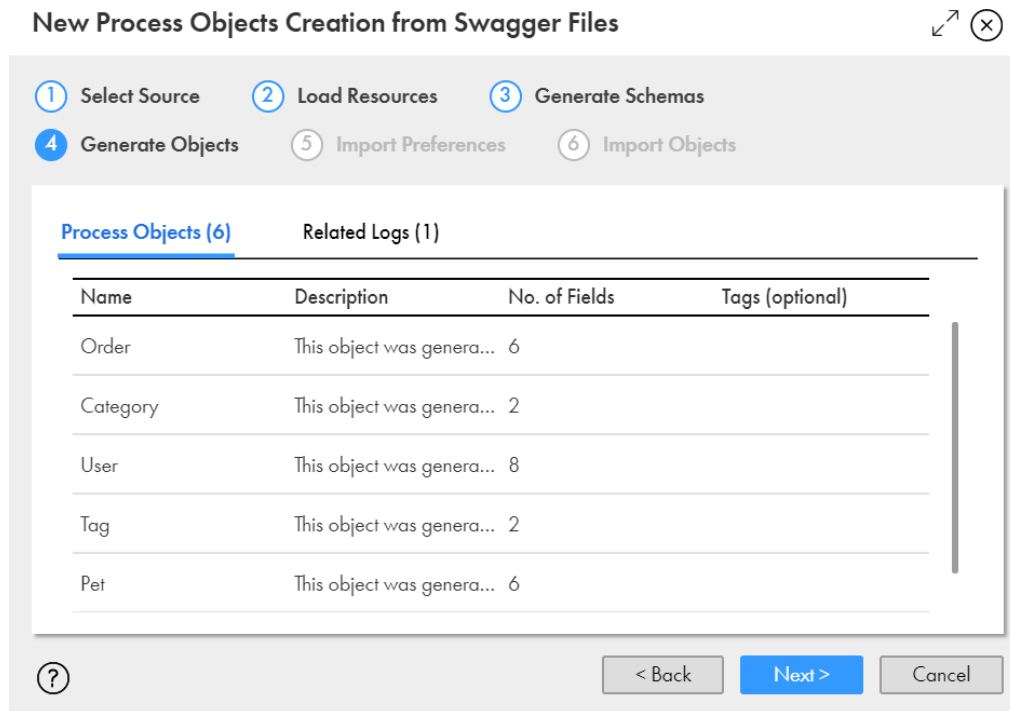 New Process Objects Creation from Swagger Files
1 Select Source 2 Load Resources 3 Generate Schemas
4 Generate Objects 5 Import Preferences 6 Import Objects
Process Objects (6) Related Logs (1)
Name Description No. of Fields Tags (optional)
Order This object was genera... 6
Category This object was genera... 2
User This object was genera... 8
Tag This object was genera... 2
Pet This object was genera... 6
? < Back Next > Cancel